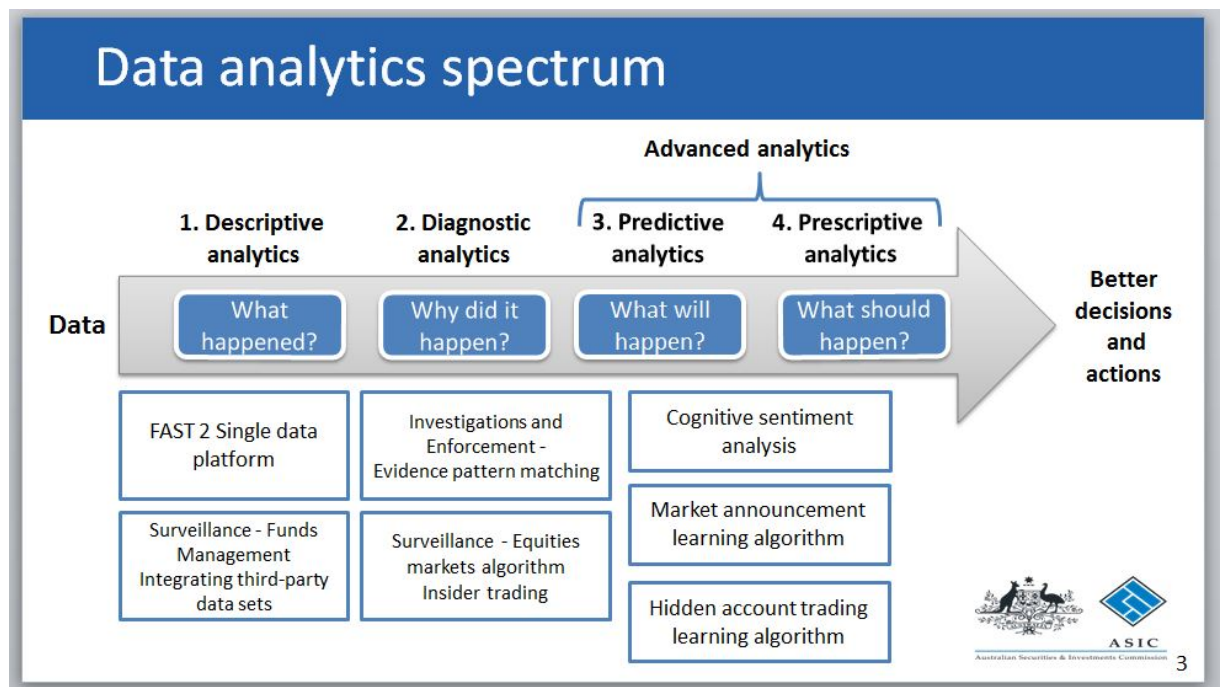 Data analytics spectrum
Advanced analytics
1. Descriptive
analytics
2. Diagnostic
analytics
3. Predictive
analytics
4. Prescriptive
analytics
Data
What
happened?
Why did it
happen?
What will
happen?
What should
happen?
Better
decisions
and
actions
FAST 2 Single data
platform
Surveillance - Funds
Management
Integrating third-party
data sets
Investigations and
Enforcement -
Evidence pattern matching
Surveillance - Equities
markets algorithm
Insider trading
Cognitive sentiment
analysis
Market announcement
learning algorithm
Hidden account trading
learning algorithm
ASIC
Australian Securities & Investments Commission
3